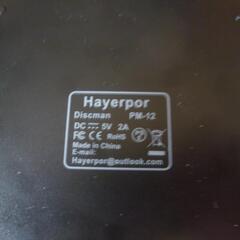 Hayerpor
Discman PM-12
DC 5V 2A
FC CE RoHS
Made in China
E-mail:
Hayerpor@outlook.com